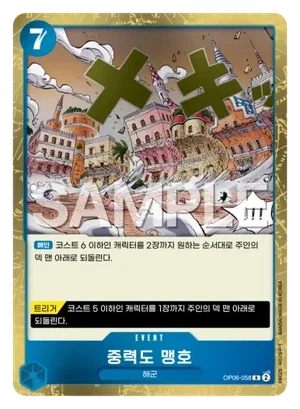 7
メキッ
SAMPLE
!!!
메인 코스트 6 이하인 캐릭터를 2장까지 원하는 순서대로 주인의
덱 맨 아래로 되돌린다.
트리거 코스트 5 이하인 캐릭터를 1장까지 주인의 덱 맨 아래로
되돌린다.
EVENT
중력도 맹호
해군
OP06-058 R 2